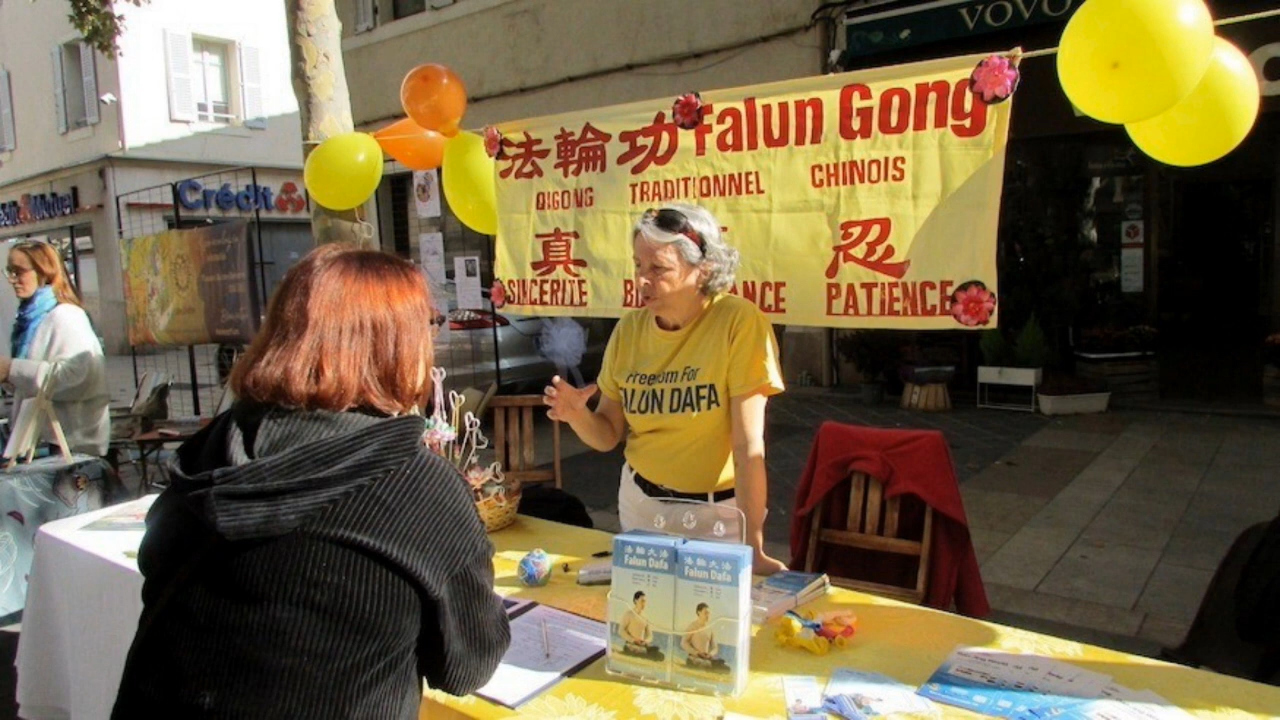 VOVO
法輪功 Falun Gong
QIGONG TRADITIONNEL CHINOIS
真 忍
SINCERITE PATIENCE
Crédit
Freedom For
FALUN DAFA
法輪大法
Falun Dafa
法輪大法
Falun Dafa